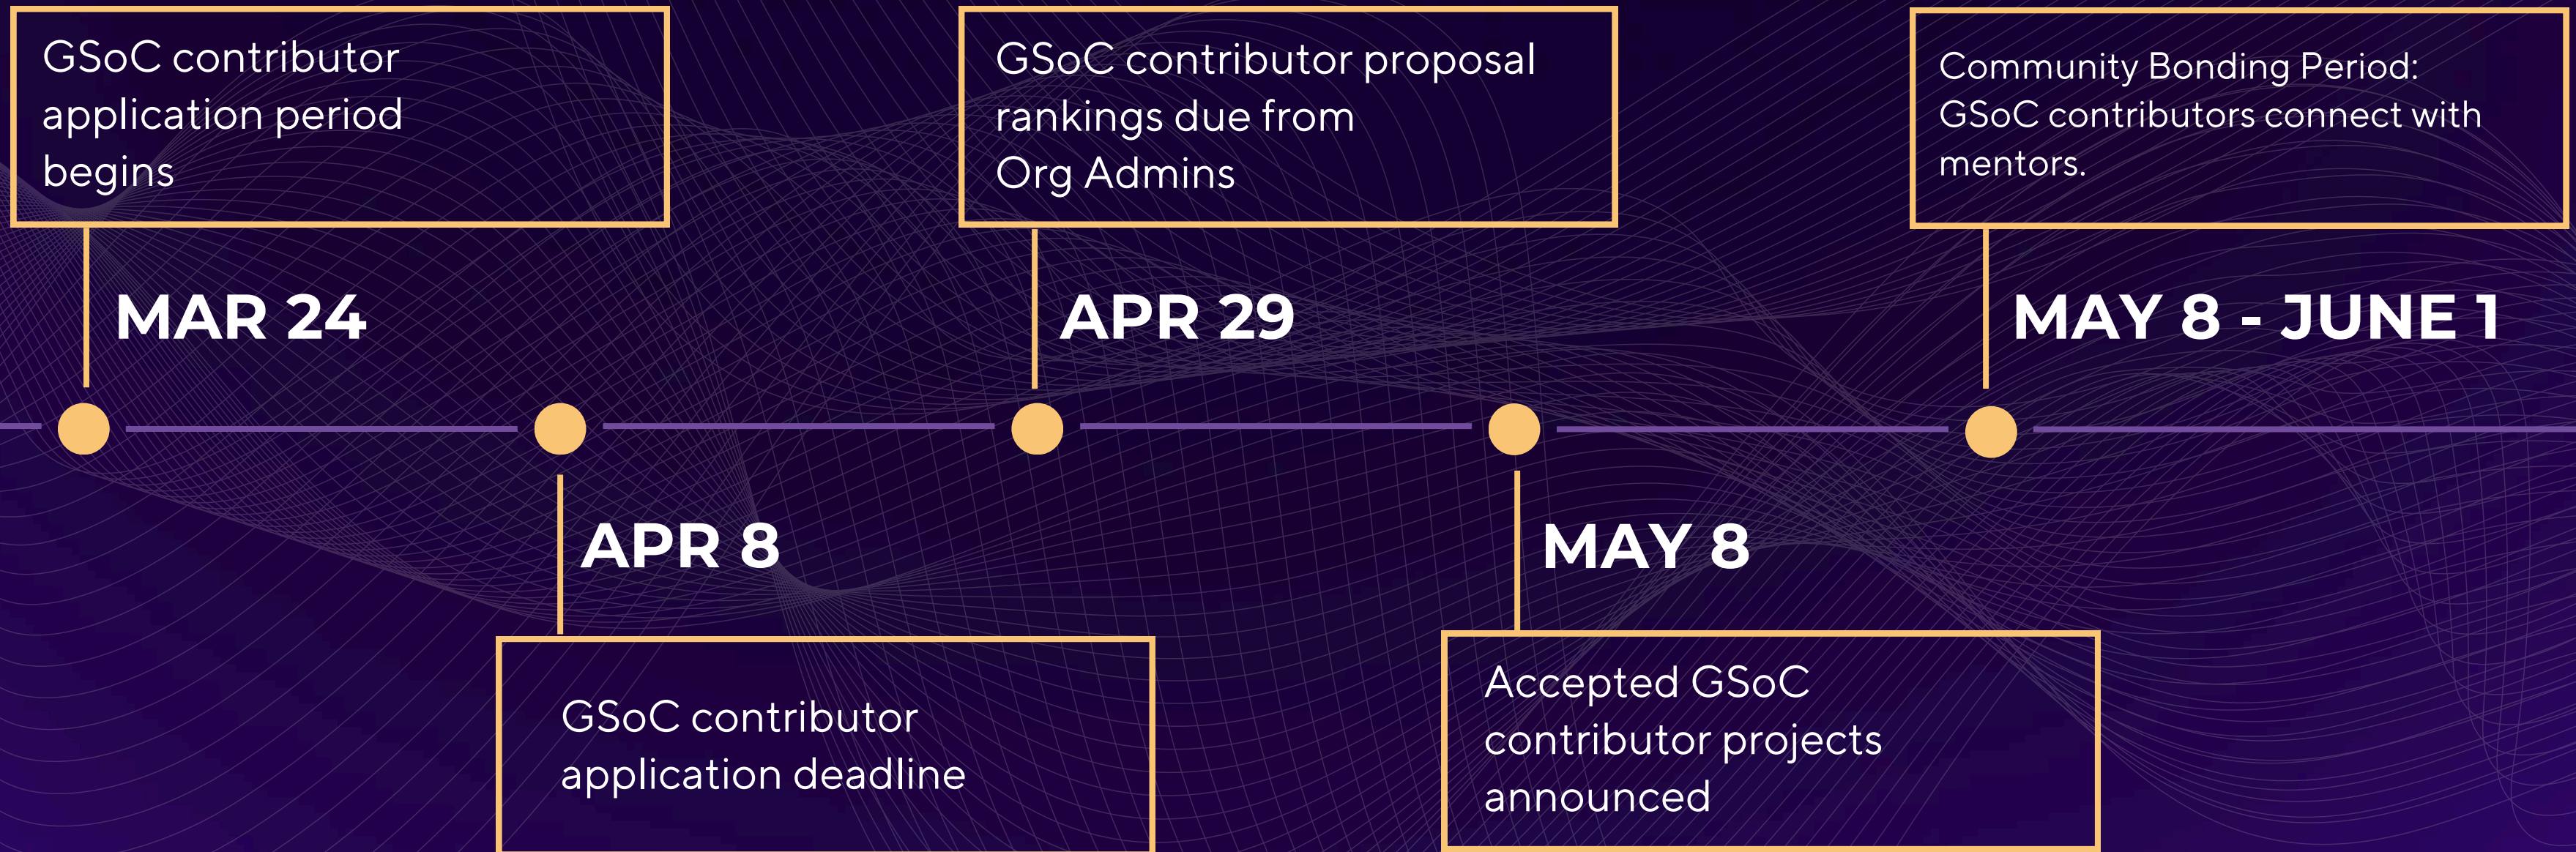 GSoC contributor
application period
begins
MAR 24
APR 8
GSoC contributor
application deadline
GSoC contributor proposal
rankings due from
Org Admins
APR 29
MAY 8
Accepted GSoC
contributor projects
announced
Community Bonding Period:
GSoC contributors connect with
mentors.
MAY 8 - JUNE 1